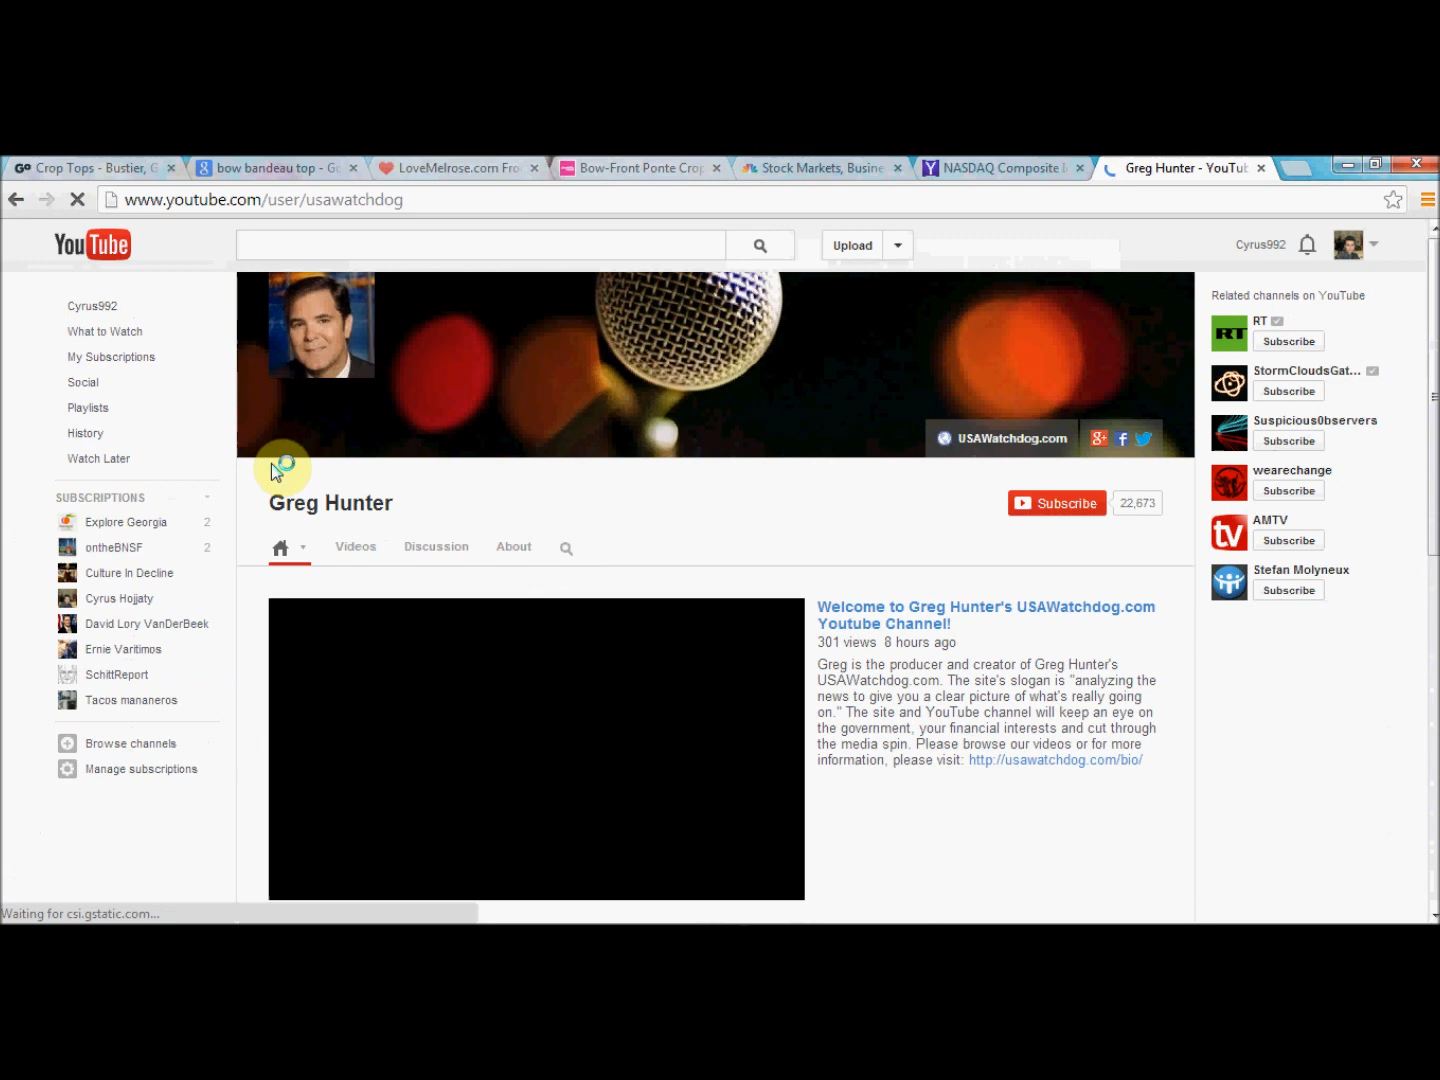 GO Crop Tops - Bustier, G
bow bandeau top - Go
LoveMelrose.com Fro
Bow-Front Ponte Crop
Stock Markets, Busine
NASDAQ Composite I
Greg Hunter - YouTub
www.youtube.com/user/usawatchdog
YouTube
Upload
Cyrus992
Cyrus992
What to Watch
My Subscriptions
Social
Playlists
History
Watch Later
SUBSCRIPTIONS
Explore Georgia 2
ontheBNSF 2
Culture In Decline
Cyrus Hojjaty
David Lory VanDerBeek
Ernie Varitimos
SchittReport
Tacos mananeros
Browse channels
Manage subscriptions
USAWatchdog.com
Greg Hunter
Subscribe 22,673
Videos Discussion About
Welcome to Greg Hunter's USAWatchdog.com
Youtube Channel!
301 views 8 hours ago
Greg is the producer and creator of Greg Hunter's
USAWatchdog.com. The site's slogan is "analyzing the
news to give you a clear picture of what's really going
on." The site and YouTube channel will keep an eye on
the government, your financial interests and cut through
the media spin. Please browse our videos or for more
information, please visit: http://usawatchdog.com/bio/
Related channels on YouTube
RT
RT
Subscribe
StormCloudsGat...
Subscribe
Suspicious0bservers
Subscribe
wearechange
Subscribe
tv
AMTV
Subscribe
Stefan Molyneux
Subscribe
Waiting for csi.gstatic.com...